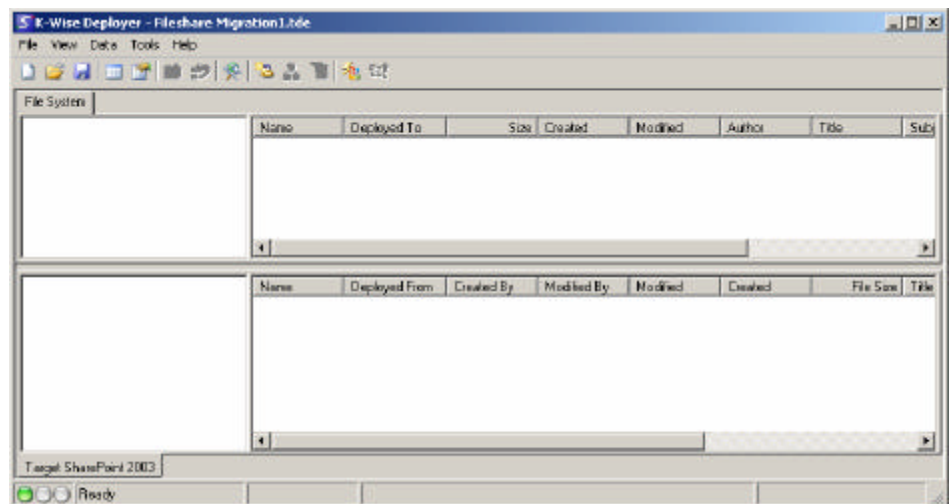 K-Wise Deployer - Fileshare Migration1.tde
File View Data Tools Help
File System
Name Deployed To Size Created Modified Author Title Subj
Name Deployed From Created By Modified By Modified Created File Size Title
Target SharePoint 2003
Ready